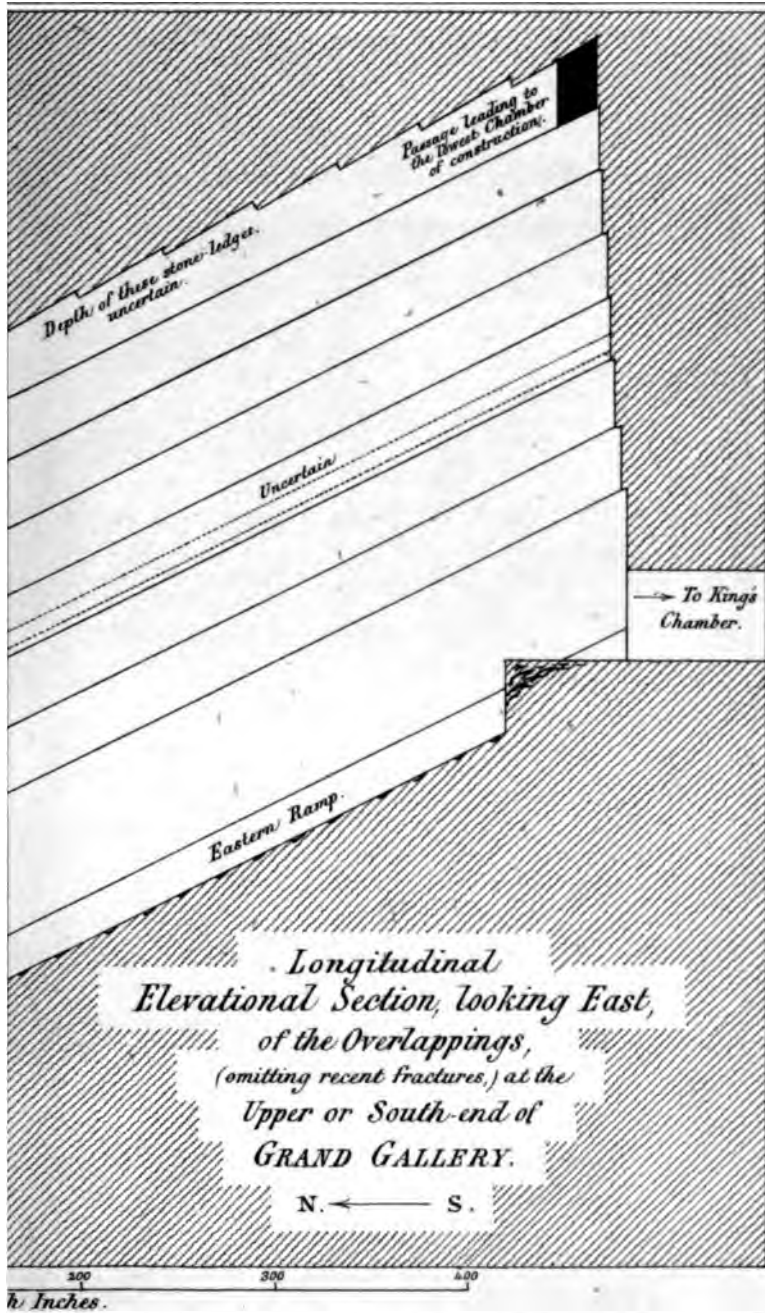 Passage leading to
the lowest Chamber
of construction.
Depth of these stone-ledges
uncertain.
Uncertain
→ To King's
Chamber.
Eastern Ramp.
Longitudinal
Elevational Section, looking East,
of the Overlappings,
(omitting recent fractures,) at the
Upper or South-end of
GRAND GALLERY.
N. ← S.
200 300 400
h Inches.